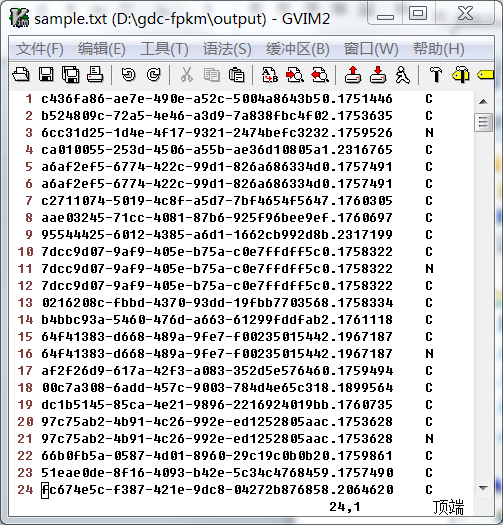 sample.txt (D:\gdc-fpkm\output) - GVIM2
文件(F) 编辑(E) 工具(T) 语法(S) 缓冲区(B) 窗口(W) 帮助(H)
1 c436fa86-ae7e-490e-a52c-5004a8643b50.1751446 C
2 b524809c-72a5-4e46-a3d9-7a838fbc4f02.1753635 C
3 6cc31d25-1d4e-4f17-9321-2474befc3232.1759526 N
4 ca010055-253d-4506-a55b-ae36d10805a1.2316765 C
5 a6af2ef5-6774-422c-99d1-826a686334d0.1757491 C
6 a6af2ef5-6774-422c-99d1-826a686334d0.1757491 C
7 c2711074-5019-4c8f-a5d7-7bf4654f5647.1760305 C
8 aae03245-71cc-4081-87b6-925f96bee9ef.1760697 C
9 95544425-6012-4385-a6d1-1662cb992d8b.2317199 C
10 7dcc9d07-9af9-405e-b75a-c0e7ffdff5c0.1758322 C
11 7dcc9d07-9af9-405e-b75a-c0e7ffdff5c0.1758322 N
12 7dcc9d07-9af9-405e-b75a-c0e7ffdff5c0.1758322 C
13 0216208c-fbbd-4370-93dd-19fbb7703568.1758334 C
14 b4bbc93a-5460-476d-a663-61299fddfab2.1761118 C
15 64f41383-d668-489a-9fe7-f00235015442.1967187 C
16 64f41383-d668-489a-9fe7-f00235015442.1967187 N
17 af2f26d9-617a-42f3-a083-352d5e576460.1759494 C
18 00c7a308-6add-457c-9003-784d4e65c318.1899564 C
19 dc1b5145-85ca-4e21-9896-2216924019bb.1760735 C
20 97c75ab2-4b91-4c26-992e-ed1252805aac.1753628 C
21 97c75ab2-4b91-4c26-992e-ed1252805aac.1753628 N
22 66b0fb5a-0587-4d01-8960-29c19c0b0b20.1759861 C
23 51eae0de-8f16-4093-b42e-5c34c4768459.1757490 C
24 fc674e5c-f387-421e-9dc8-04272b876858.2064620 C
24,1 顶端